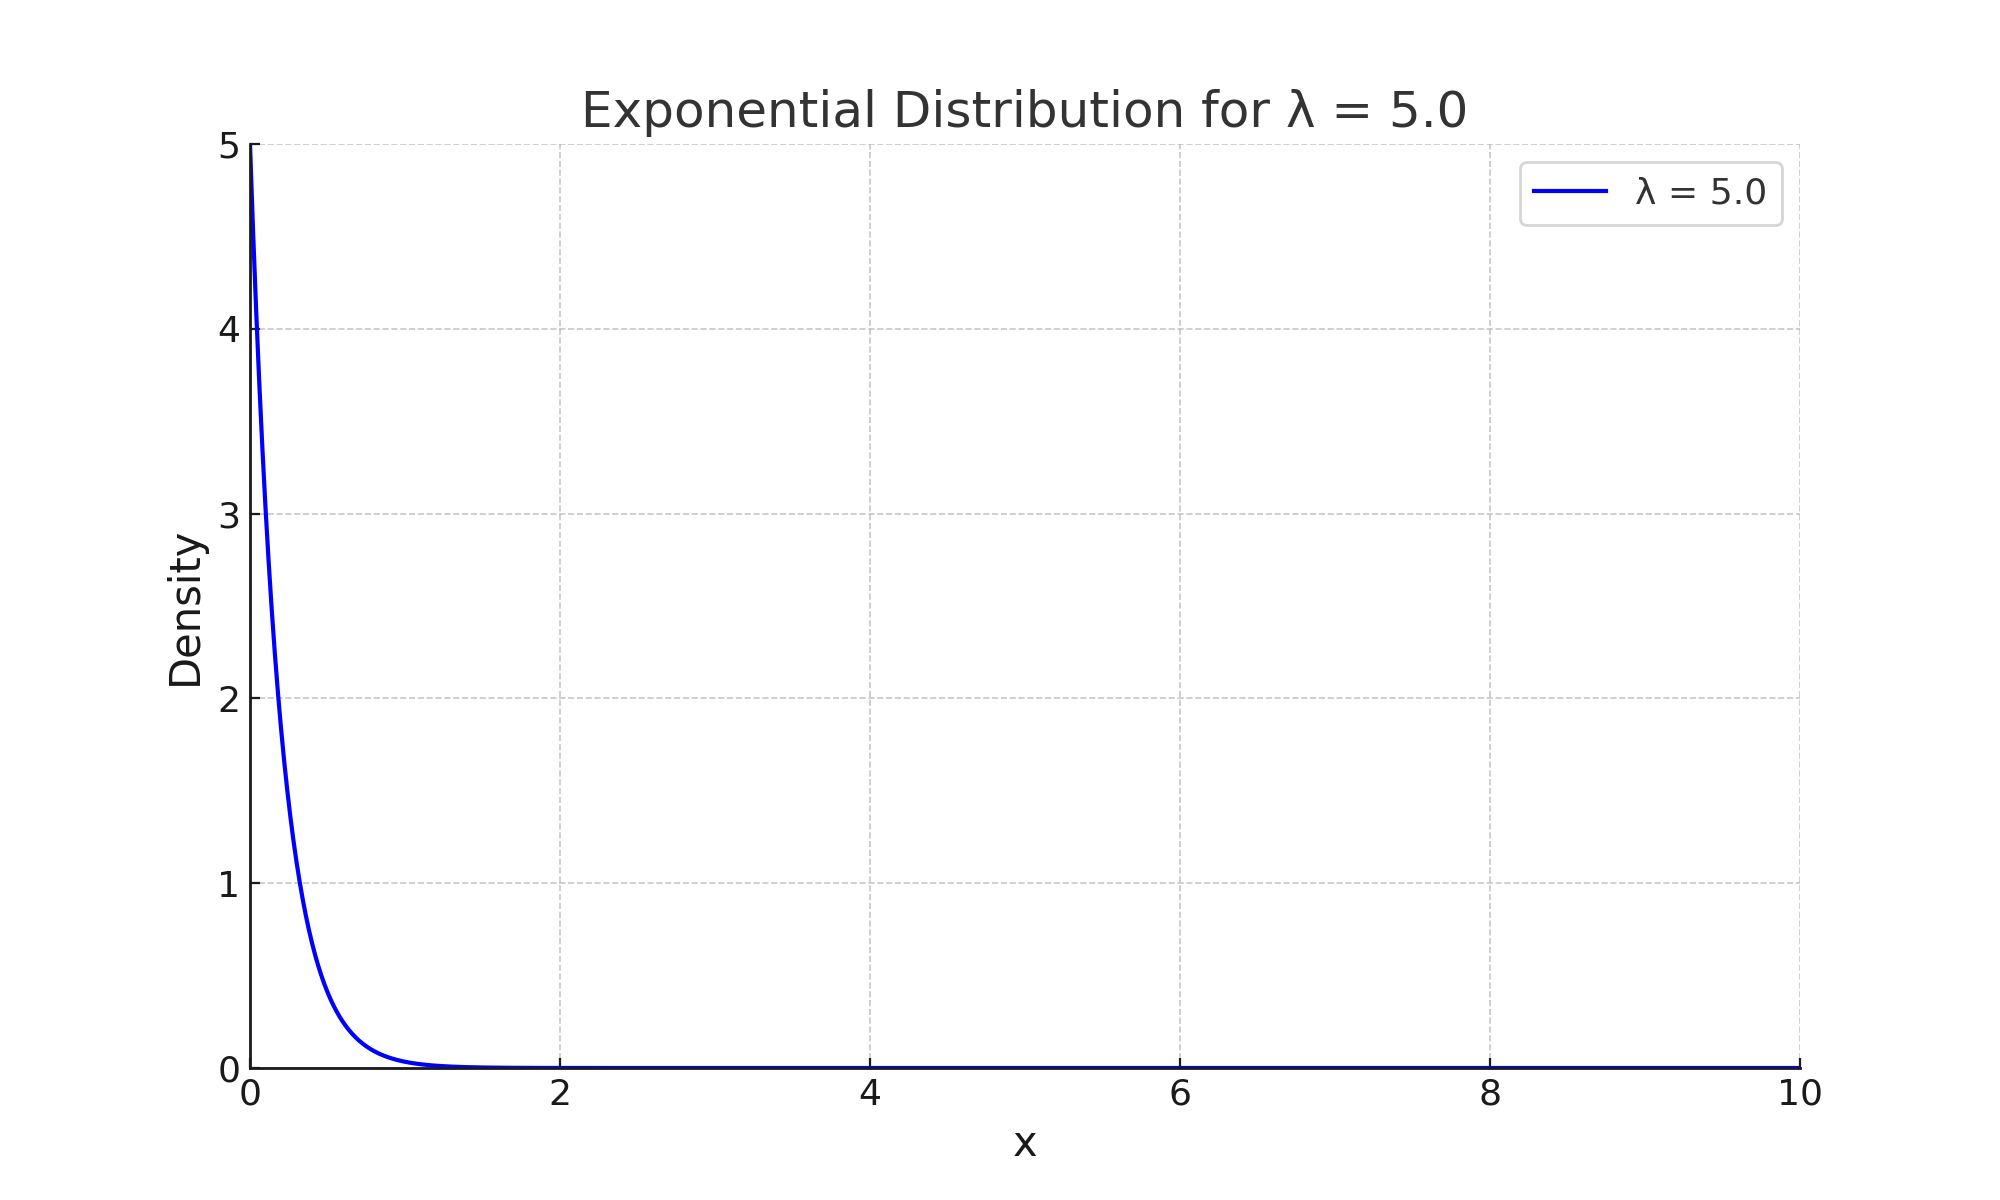 Exponential Distribution for λ = 5.0
λ = 5.0
5
4
3
2
1
0
Density
0 2 4 6 8 10
x